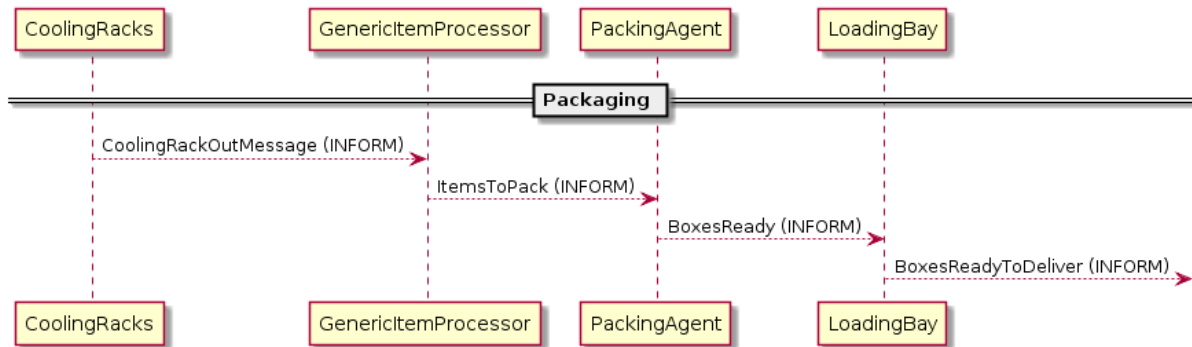 CoolingRacks GenericItemProcessor PackingAgent LoadingBay
Packaging
CoolingRackOutMessage (INFORM)
ItemsToPack (INFORM)
BoxesReady (INFORM)
BoxesReadyToDeliver (INFORM)
CoolingRacks GenericItemProcessor PackingAgent LoadingBay